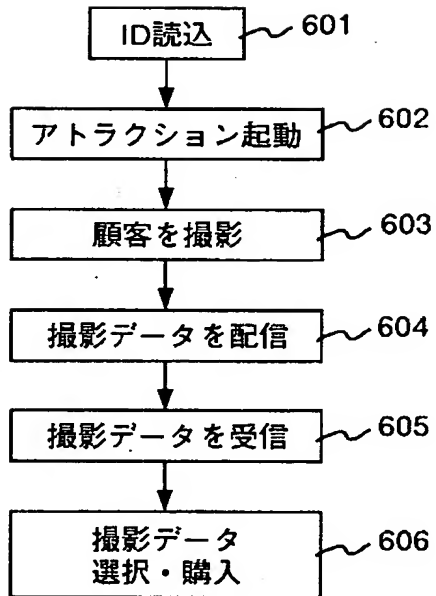 ID読込
601
アトラクション起動
602
顧客を撮影
603
撮影データを配信
604
撮影データを受信
605
撮影データ
選択・購入
606